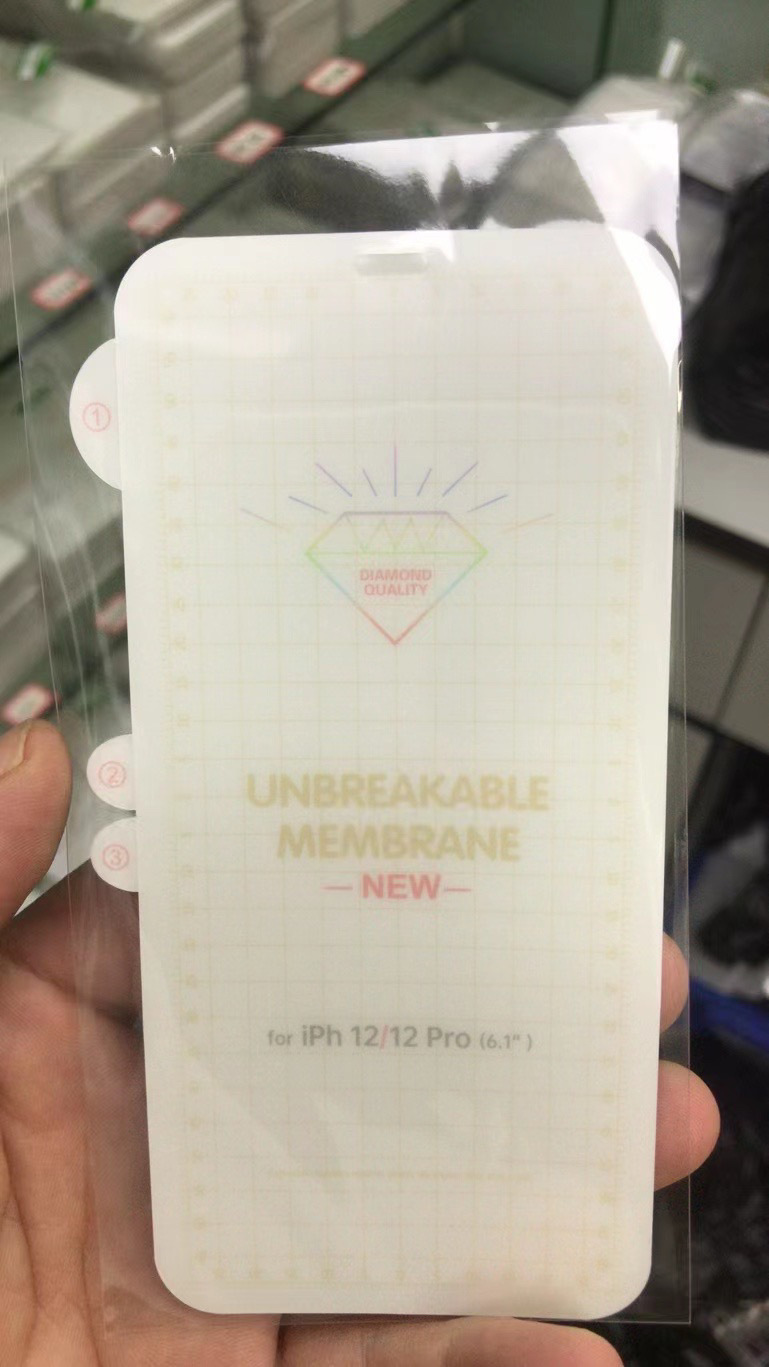 ①
DIAMOND
QUALITY
②
UNBREAKABLE
MEMBRANE
③
— NEW —
for iPh 12/12 Pro (6.1")